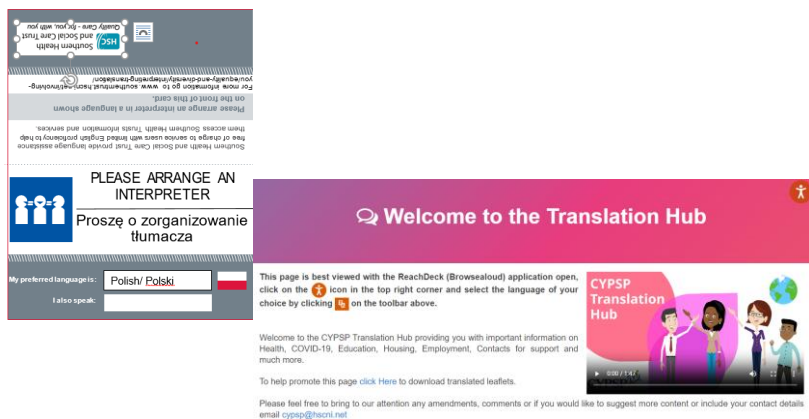 Quality Care - for you, with you
HSC
Southern Health
and Social Care Trust
For more information go to www. southerntrust.hscni.net/involving-
you/equality-and-diversity/interpreting-translation/
Please arrange an interpreter in a language shown
on the front of this card.
Southern Health and Social Care Trust provide language assistance
free of charge to service users with limited English proficiency to help
them access Southern Health Trusts information and services.
PLEASE ARRANGE AN
INTERPRETER
Proszę o zorganizowanie
tłumacza
My preferred language is:
Polish/ Polski
I also speak:
Welcome to the Translation Hub
This page is best viewed with the ReachDeck (Browsealoud) application open,
click on the icon in the top right corner and select the language of your
choice by clicking on the toolbar above.
CYPSP
Translation
Hub
0:00 / 1:47
Welcome to the CYPSP Translation Hub providing you with important information on
Health, COVID-19, Education, Housing, Employment, Contacts for support and
much more.
To help promote this page click Here to download translated leaflets.
Please feel free to bring to our attention any amendments, comments or if you would like to suggest more content or include your contact details
email cypsp@hscni.net